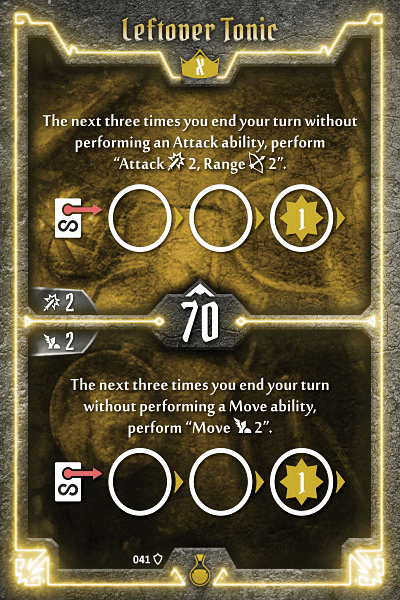 Leftover Tonic
X
The next three times you end your turn without
performing an Attack ability, perform
“Attack 2, Range 2”.
S
1
2
70
2
The next three times you end your turn
without performing a Move ability,
perform “Move 2”.
S
1
041